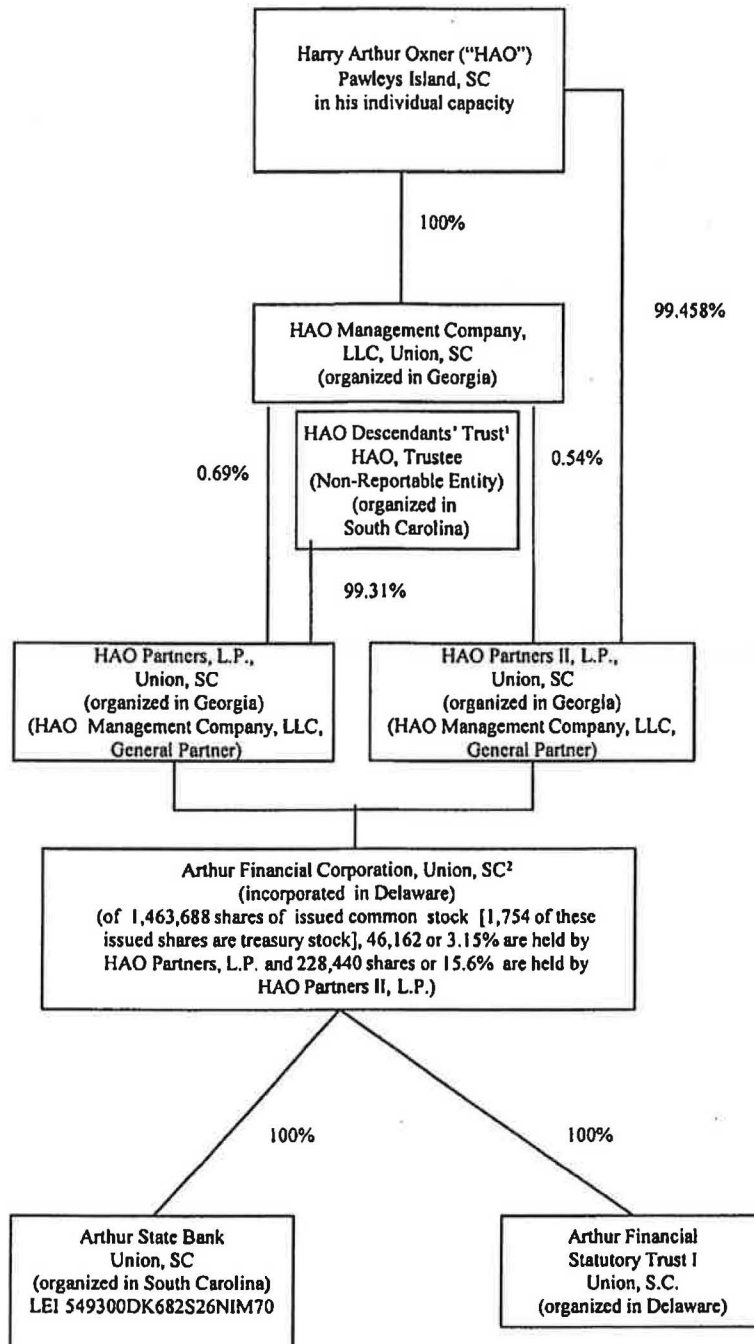 Harry Arthur Oxner ("HAO")
Pawleys Island, SC
in his individual capacity
100%
99.458%
HAO Management Company,
LLC, Union, SC
(organized in Georgia)
HAO Descendants' Trust¹
HAO, Trustee
(Non-Reportable Entity)
(organized in
South Carolina)
0.69%
0.54%
99.31%
HAO Partners, L.P.,
Union, SC
(organized in Georgia)
(HAO Management Company, LLC,
General Partner)
HAO Partners II, L.P.,
Union, SC
(organized in Georgia)
(HAO Management Company, LLC,
General Partner)
Arthur Financial Corporation, Union, SC²
(incorporated in Delaware)
(of 1,463,688 shares of issued common stock [1,754 of these
issued shares are treasury stock], 46,162 or 3.15% are held by
HAO Partners, L.P. and 228,440 shares or 15.6% are held by
HAO Partners II, L.P.)
100%
100%
Arthur State Bank
Union, SC
(organized in South Carolina)
LEI 549300DK682S26NIM70
Arthur Financial
Statutory Trust I
Union, S.C.
(organized in Delaware)